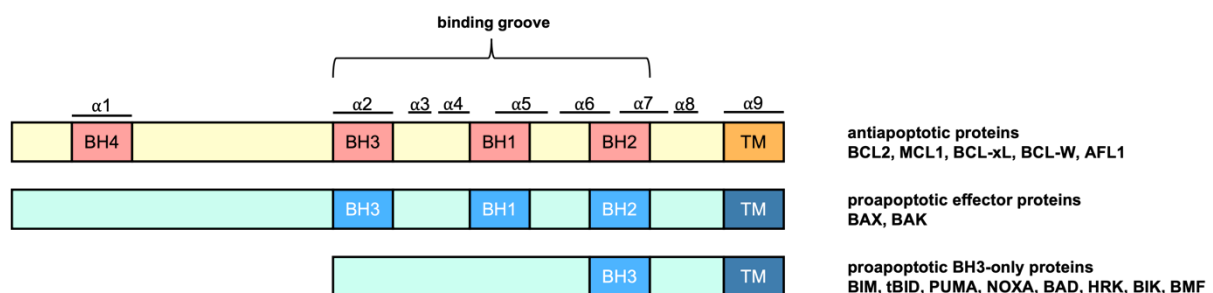 binding groove
α1 α2 α3 α4 α5 α6 α7 α8 α9
BH4 BH3 BH1 BH2 TM
antiapoptotic proteins
BCL2, MCL1, BCL-xL, BCL-W, AFL1
BH3 BH1 BH2 TM
proapoptotic effector proteins
BAX, BAK
BH3 TM
proapoptotic BH3-only proteins
BIM, tBID, PUMA, NOXA, BAD, HRK, BIK, BMF